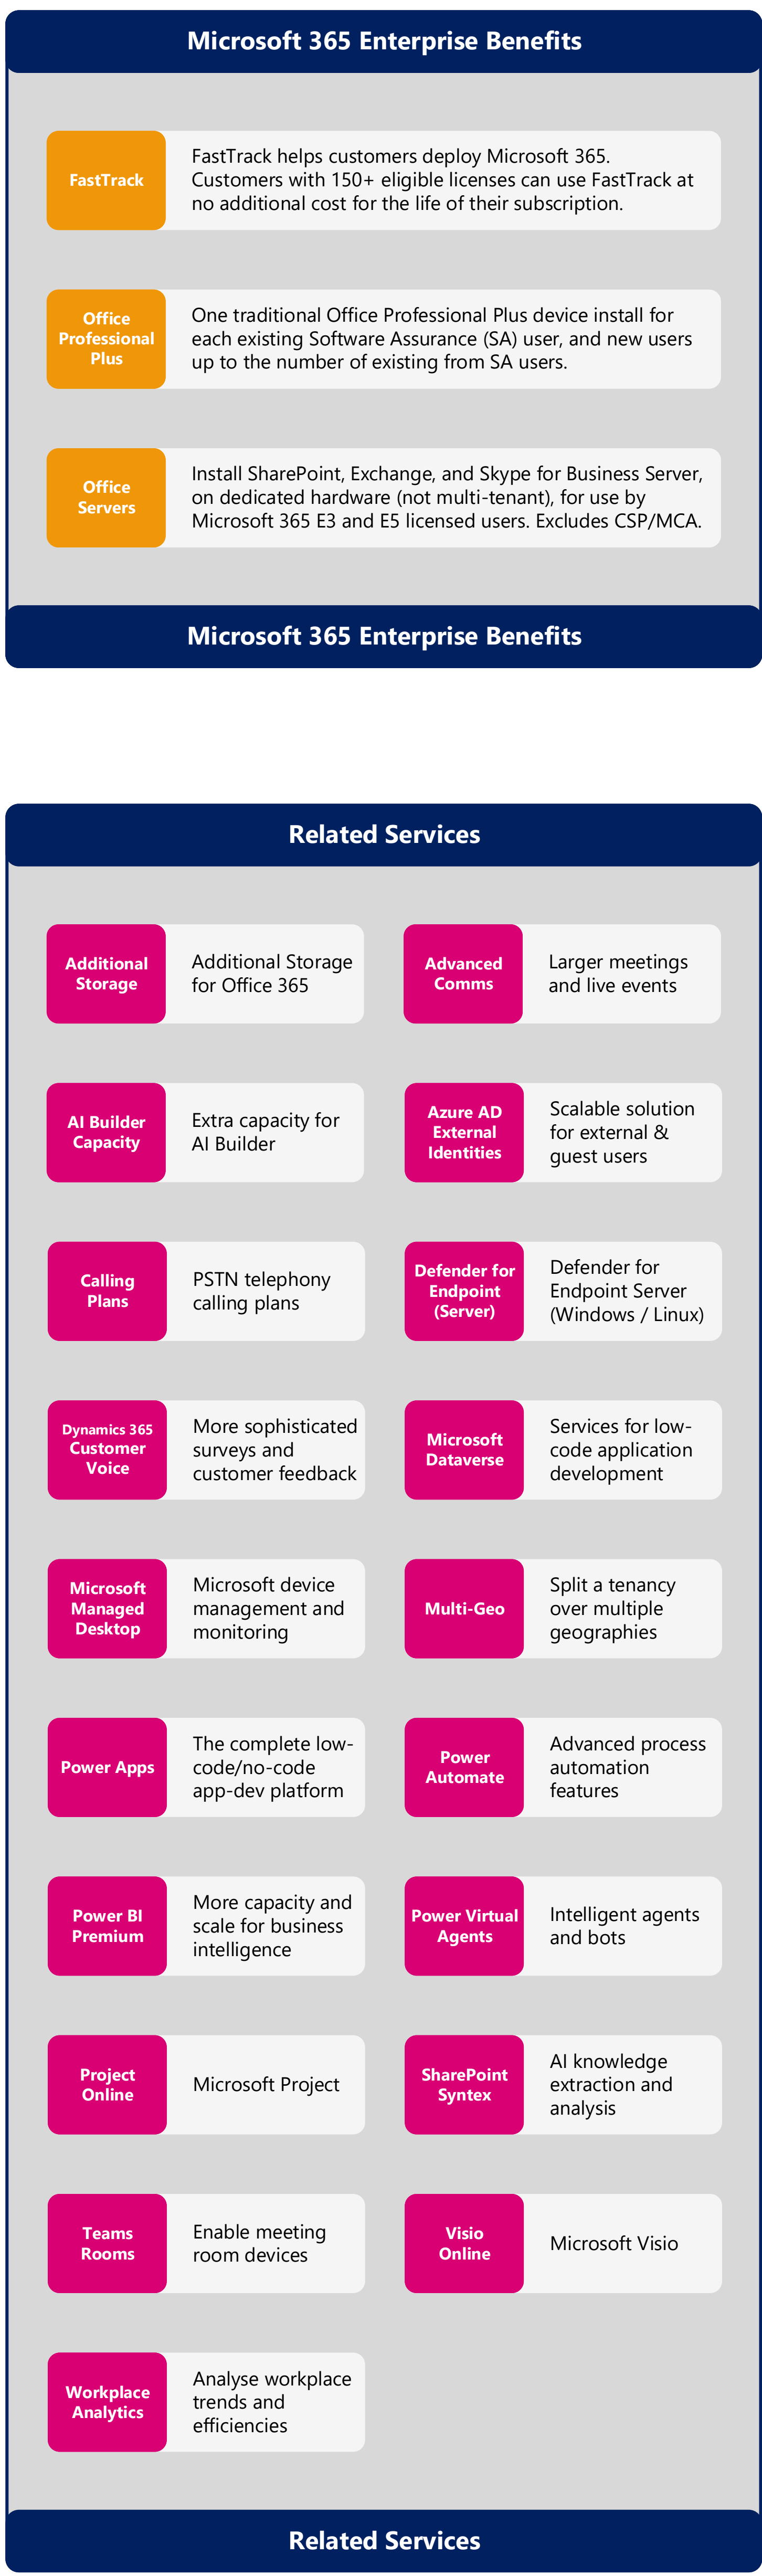 Microsoft 365 Enterprise Benefits
FastTrack
FastTrack helps customers deploy Microsoft 365.
Customers with 150+ eligible licenses can use FastTrack at
no additional cost for the life of their subscription.
Office
Professional
Plus
One traditional Office Professional Plus device install for
each existing Software Assurance (SA) user, and new users
up to the number of existing from SA users.
Office
Servers
Install SharePoint, Exchange, and Skype for Business Server,
on dedicated hardware (not multi-tenant), for use by
Microsoft 365 E3 and E5 licensed users. Excludes CSP/MCA.
Microsoft 365 Enterprise Benefits
Related Services
Additional
Storage
Additional Storage
for Office 365
Advanced
Comms
Larger meetings
and live events
AI Builder
Capacity
Extra capacity for
AI Builder
Azure AD
External
Identities
Scalable solution
for external &
guest users
Calling
Plans
PSTN telephony
calling plans
Defender for
Endpoint
(Server)
Defender for
Endpoint Server
(Windows / Linux)
Dynamics 365
Customer
Voice
More sophisticated
surveys and
customer feedback
Microsoft
Dataverse
Services for low-
code application
development
Microsoft
Managed
Desktop
Microsoft device
management and
monitoring
Multi-Geo
Split a tenancy
over multiple
geographies
Power Apps
The complete low-
code/no-code
app-dev platform
Power
Automate
Advanced process
automation
features
Power BI
Premium
More capacity and
scale for business
intelligence
Power Virtual
Agents
Intelligent agents
and bots
Project
Online
Microsoft Project
SharePoint
Syntex
AI knowledge
extraction and
analysis
Teams
Rooms
Enable meeting
room devices
Visio
Online
Microsoft Visio
Workplace
Analytics
Analyse workplace
trends and
efficiencies
Related Services